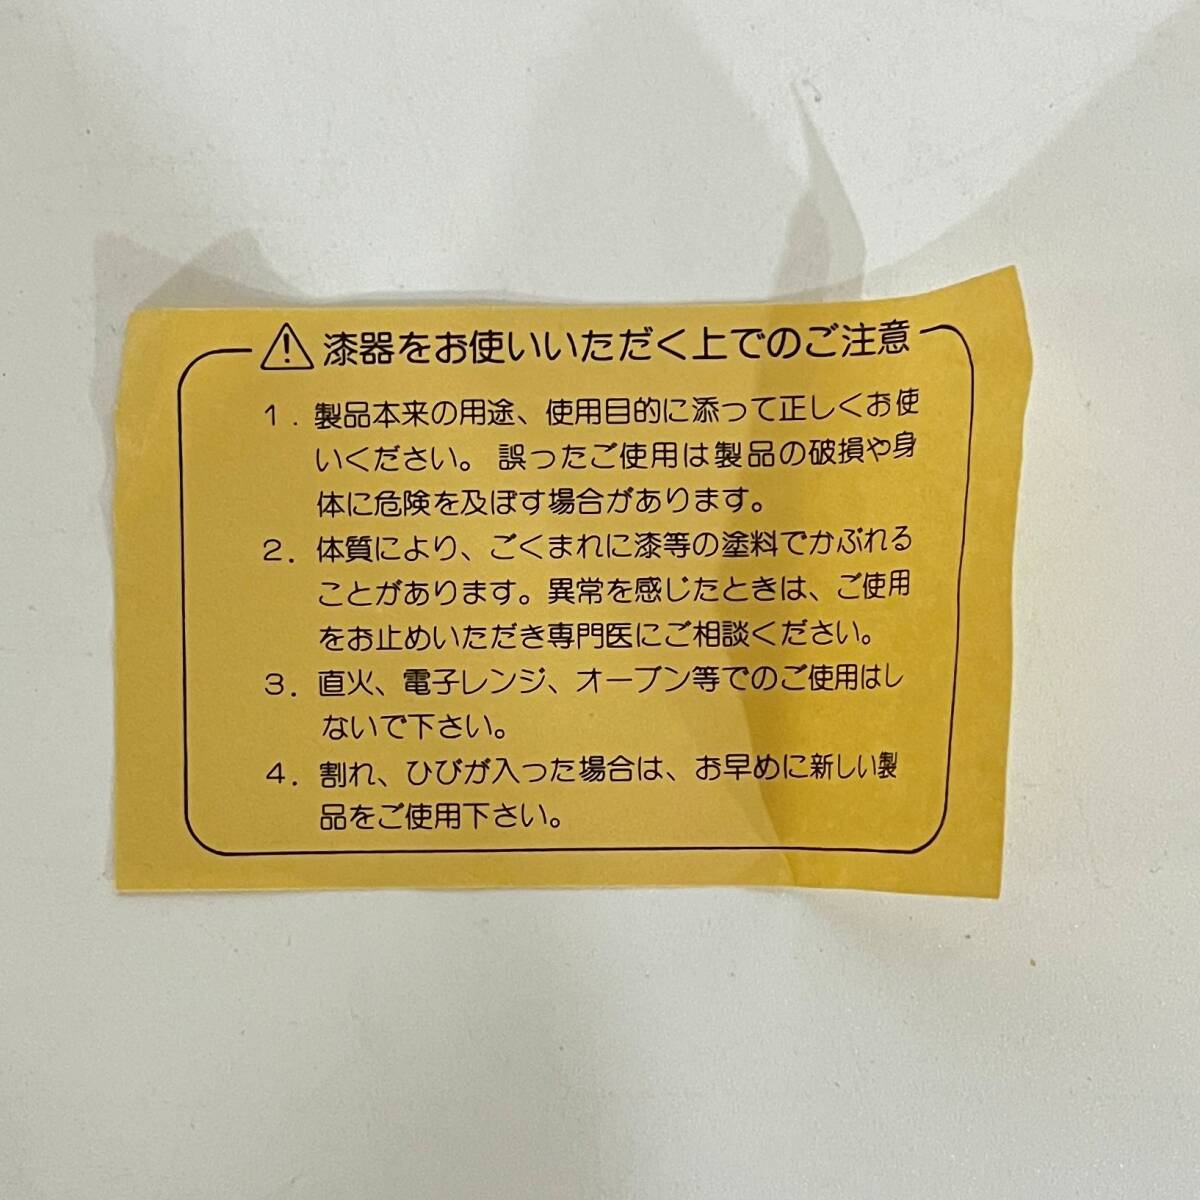 ⚠ 漆器をお使いいただく上でのご注意
1. 製品本来の用途、使用目的に添って正しくお使
いください。誤ったご使用は製品の破損や身
体に危険を及ぼす場合があります。
2. 体質により、ごくまれに漆等の塗料でかぶれる
ことがあります。異常を感じたときは、ご使用
をお止めいただき専門医にご相談ください。
3. 直火、電子レンジ、オーブン等でのご使用はし
ないで下さい。
4. 割れ、ひびが入った場合は、お早めに新しい製
品をご使用下さい。